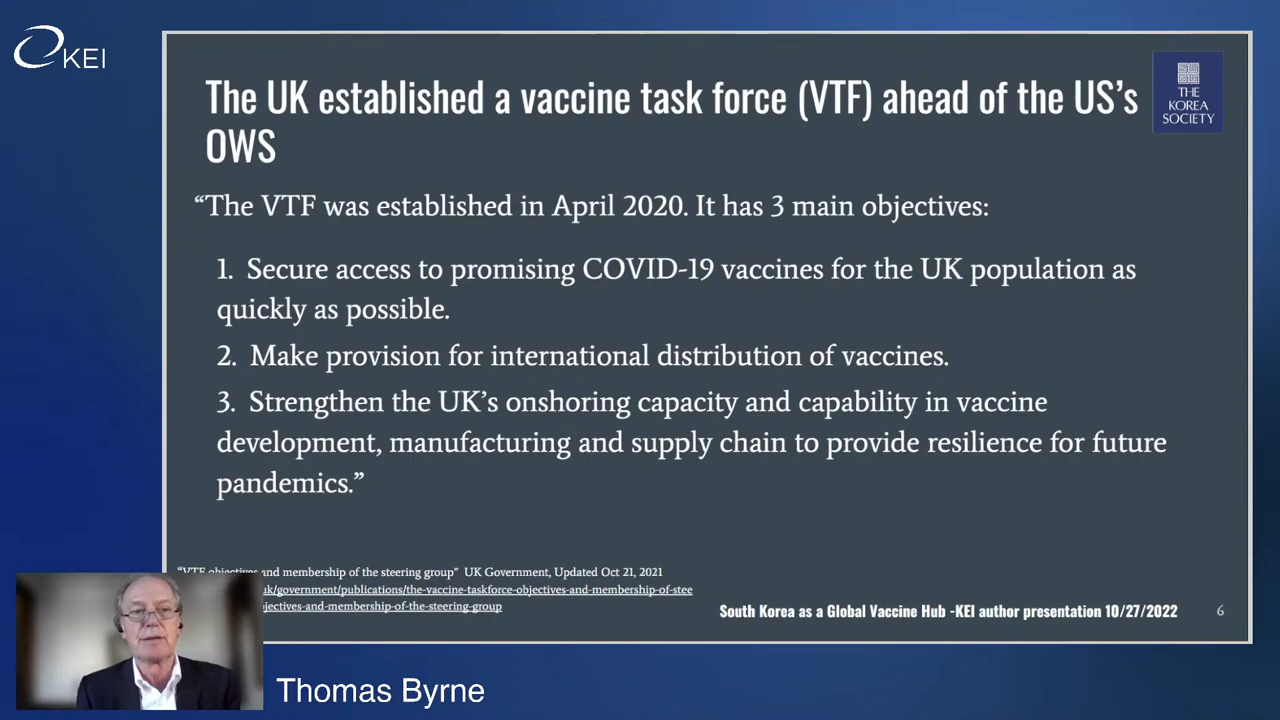 KEI
The UK established a vaccine task force (VTF) ahead of the US’s
OWS
THE
KOREA
SOCIETY
“The VTF was established in April 2020. It has 3 main objectives:
1. Secure access to promising COVID-19 vaccines for the UK population as
quickly as possible.
2. Make provision for international distribution of vaccines.
3. Strengthen the UK’s onshoring capacity and capability in vaccine
development, manufacturing and supply chain to provide resilience for future
pandemics.”
“VTF objectives and membership of the steering group” UK Government, Updated Oct 21, 2021
uk/government/publications/the-vaccine-taskforce-objectives-and-membership-of-stee
jectives-and-membership-of-the-steering-group
South Korea as a Global Vaccine Hub -KEI author presentation 10/27/2022
6
Thomas Byrne